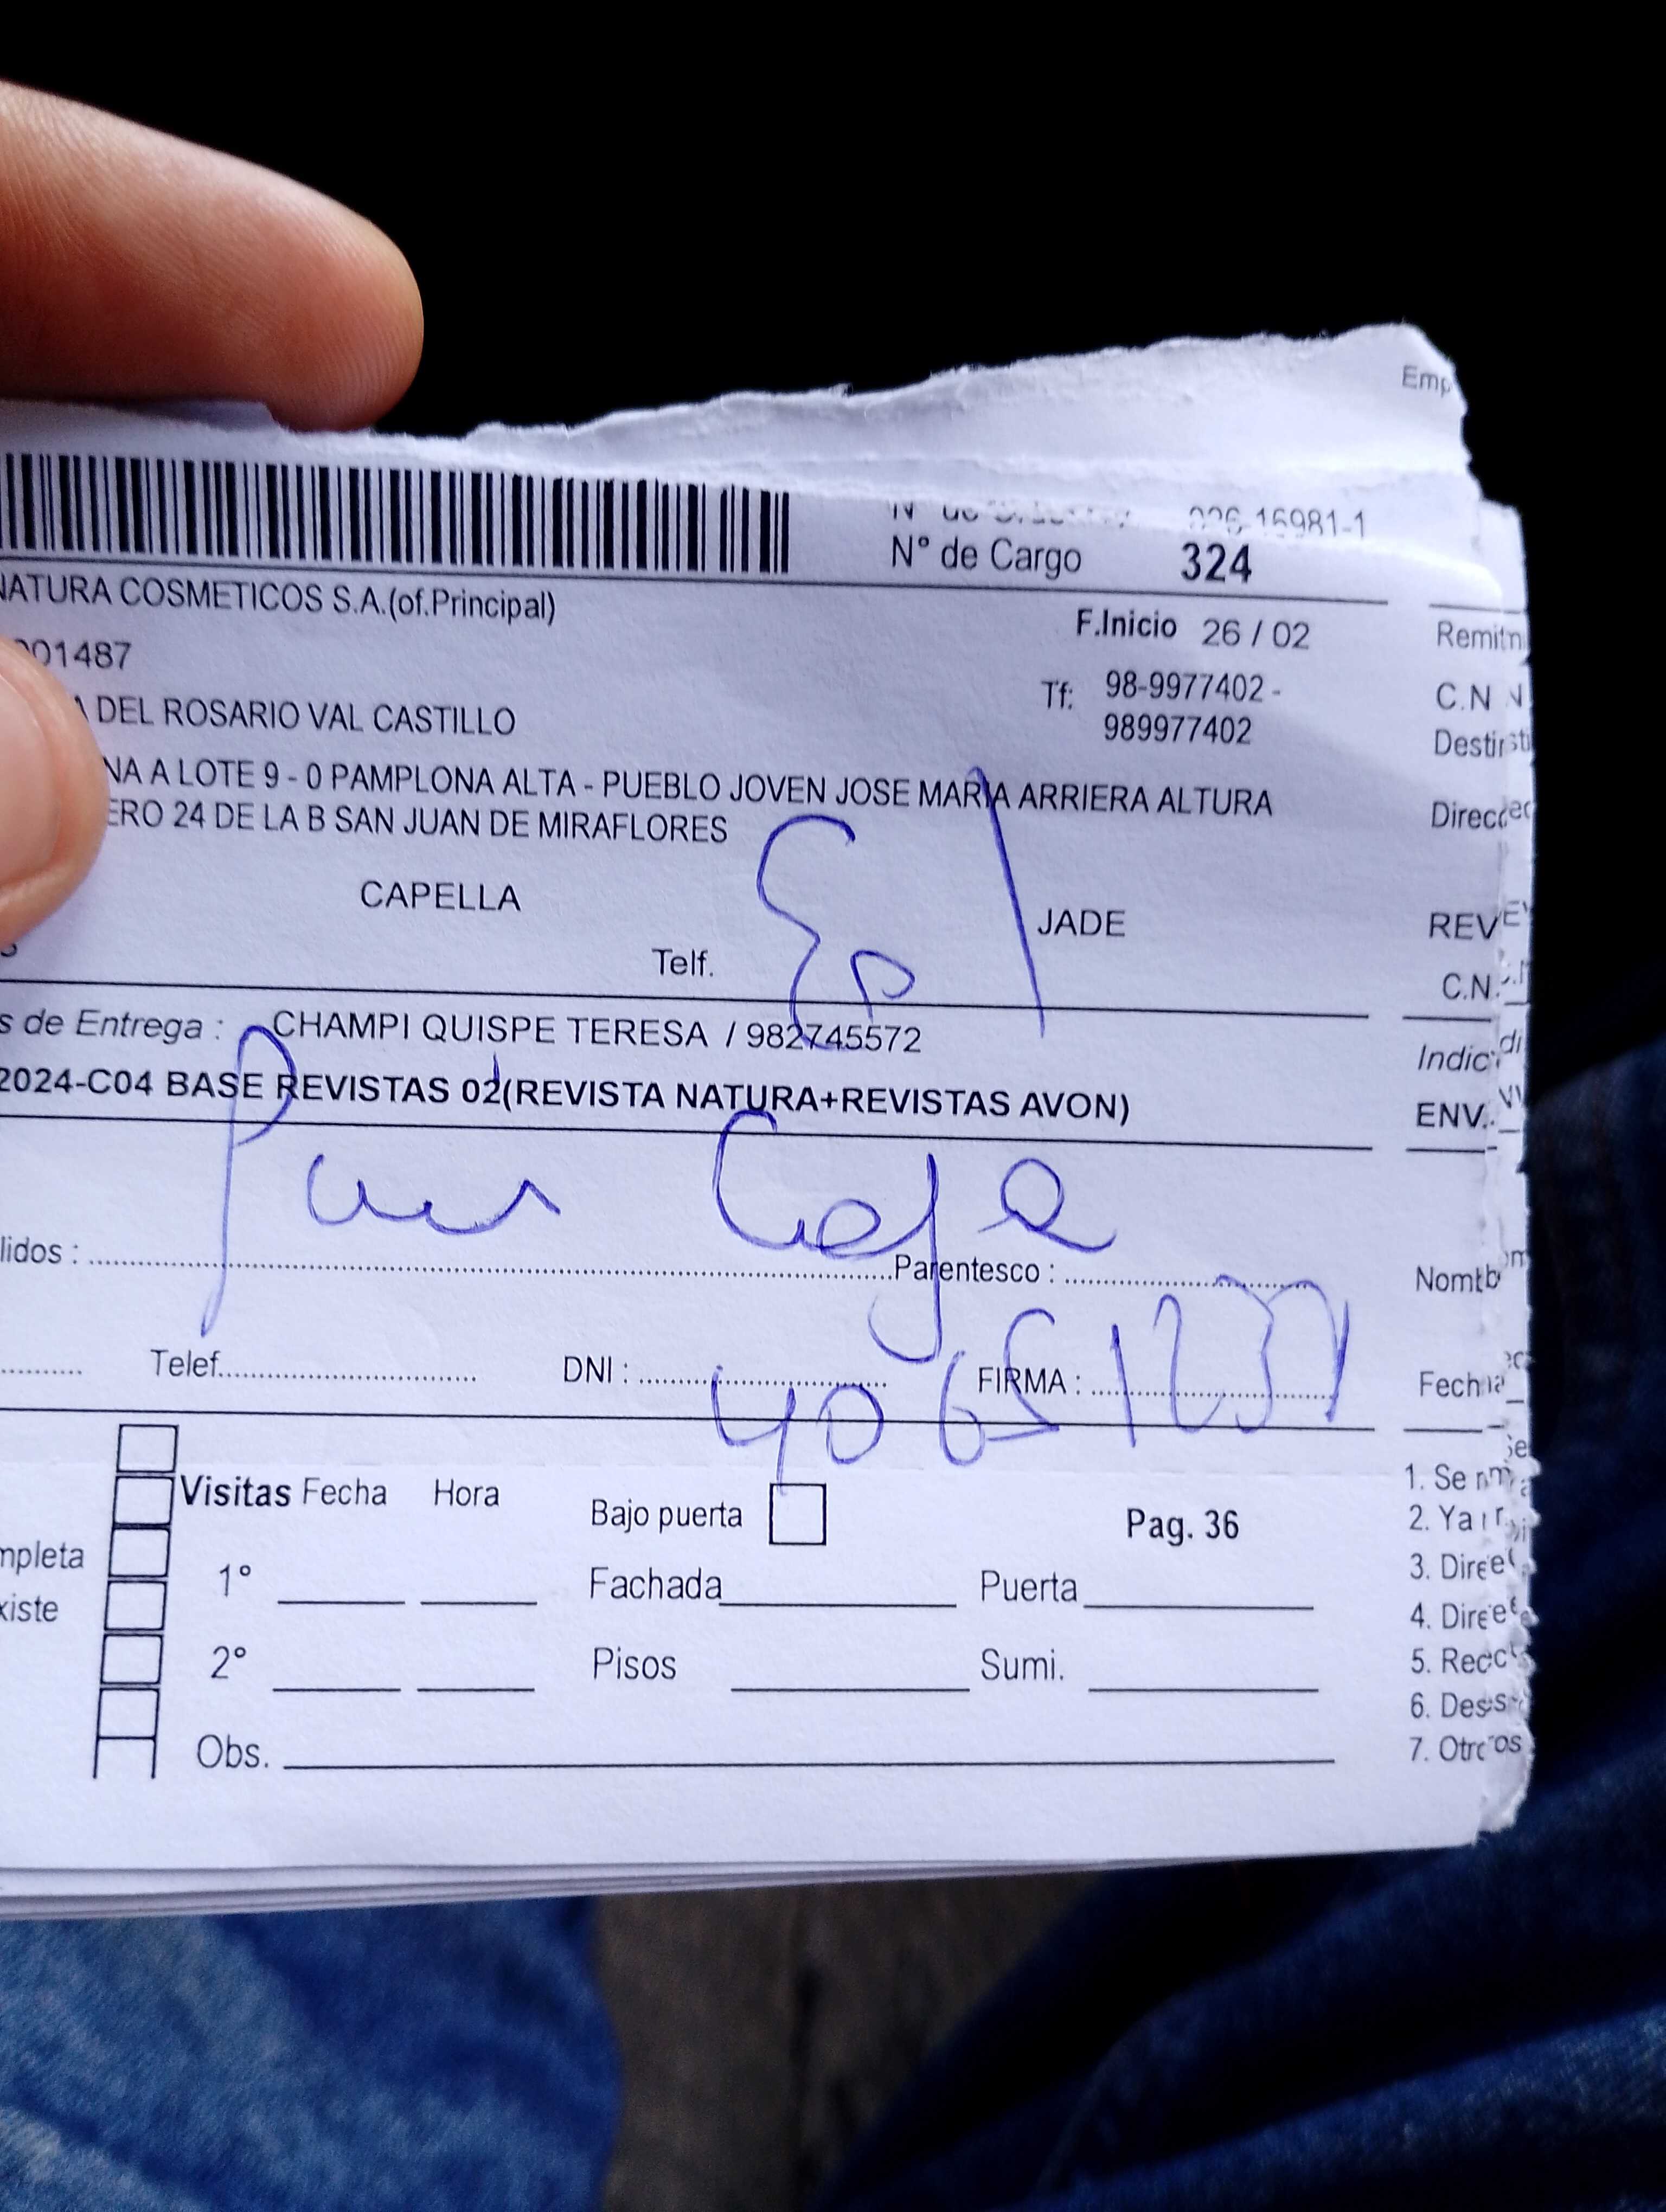 Emp
026-16981-1
N° de Cargo 324
NATURA COSMETICOS S.A.(of.Principal)
F.Inicio 26 / 02
001487
Tf: 98-9977402 -
989977402
DEL ROSARIO VAL CASTILLO
NA A LOTE 9 - 0 PAMPLONA ALTA - PUEBLO JOVEN JOSE MARIA ARRIERA ALTURA
ERO 24 DE LA B SAN JUAN DE MIRAFLORES
CAPELLA
JADE
Telf.
s de Entrega : CHAMPI QUISPE TERESA / 982745572
2024-C04 BASE REVISTAS 02(REVISTA NATURA+REVISTAS AVON)
lidos : Parentesco :
Telef. DNI : FIRMA :
Visitas Fecha Hora
Bajo puerta
Pag. 36
mpleta
1°
Fachada
Puerta
xiste
2°
Pisos
Sumi.
Obs.
Remit
C.N
Destir
Direc
REV
C.N.
Indic
ENV.
Nomb
Fech
1. Se
2. Ya
3. Dire
4. Dire
5. Rec
6. Des
7. Otr